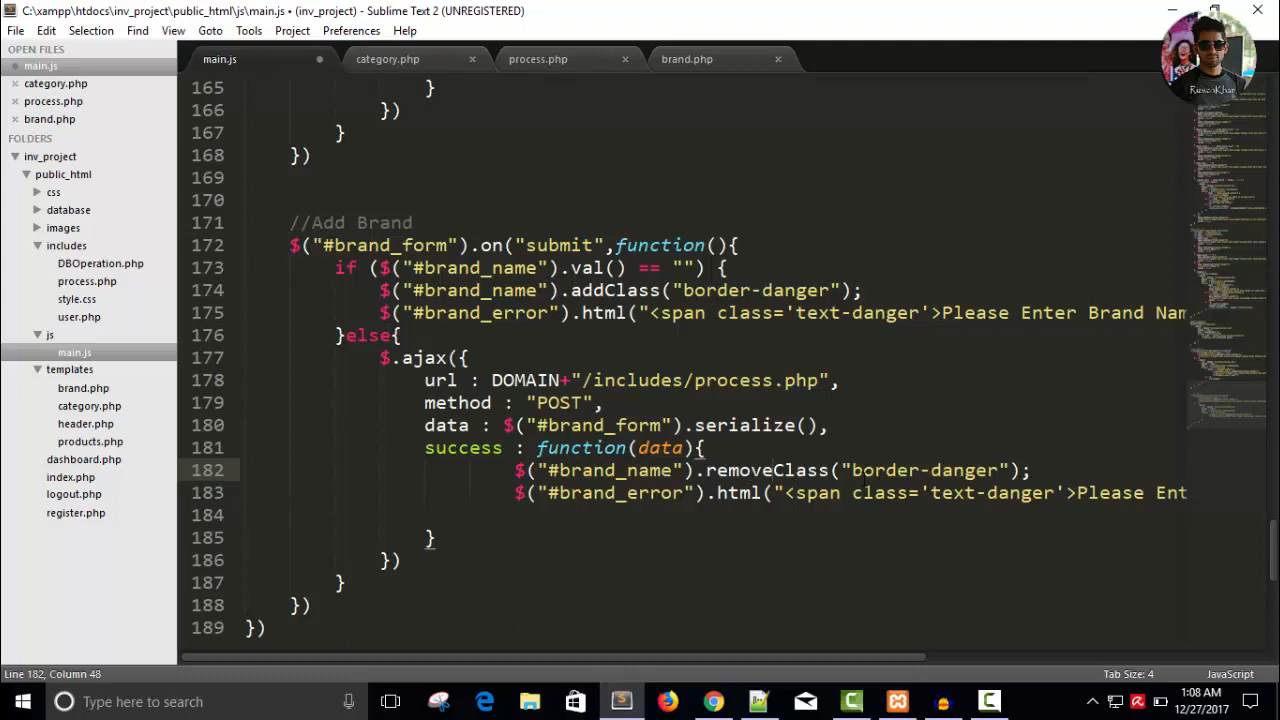 C:\xampp\htdocs\inv_project\public_html\js\main.js • (inv_project) - Sublime Text 2 (UNREGISTERED)
File Edit Selection Find View Goto Tools Project Preferences Help
OPEN FILES
main.js
category.php
process.php
brand.php
FOLDERS
inv_project
public_html
css
database
images
includes
DBOperation.php
process.php
style.css
user.php
js
main.js
templates
brand.php
category.php
header.php
products.php
dashboard.php
index.php
logout.php
register.php
main.js category.php process.php brand.php
RizwanKhan
165 }
166 })
167 }
168 })
169
170
171 //Add Brand
172 $("#brand_form").on("submit",function(){
173 if ($("#brand_name").val() == "") {
174 $("#brand_name").addClass("border-danger");
175 $("#brand_error").html("<span class='text-danger'>Please Enter Brand Nam
176 }else{
177 $.ajax({
178 url : DOMAIN+"/includes/process.php",
179 method : "POST",
180 data : $("#brand_form").serialize(),
181 success : function(data){
182 $("#brand_name").removeClass("border-danger");
183 $("#brand_error").html("<span class='text-danger'>Please Ent
184
185 }
186 })
187 }
188 })
189 })
Line 182, Column 48 Tab Size: 4 JavaScript
Type here to search
1:08 AM
12/27/2017